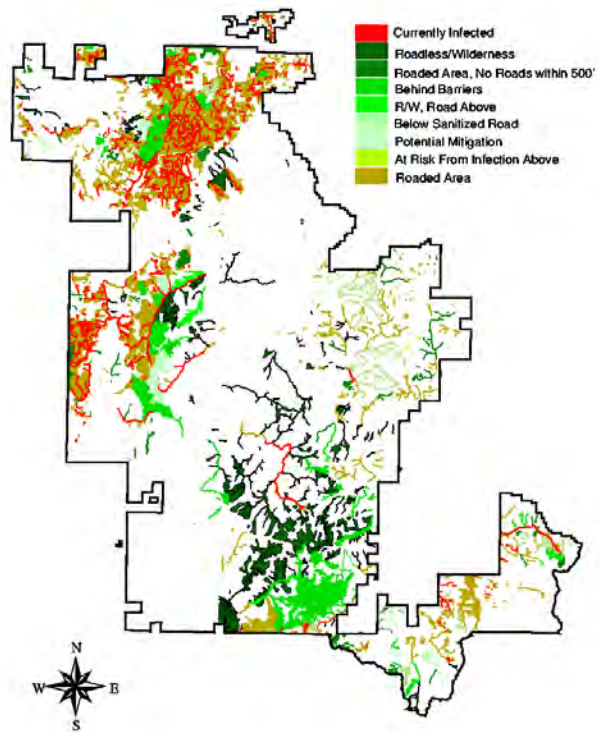 Currently Infected
Roadless/Wilderness
Roaded Area, No Roads within 500'
Behind Barriers
R/W, Road Above
Below Sanitized Road
Potential Mitigation
At Risk From Infection Above
Roaded Area
N
W E
S